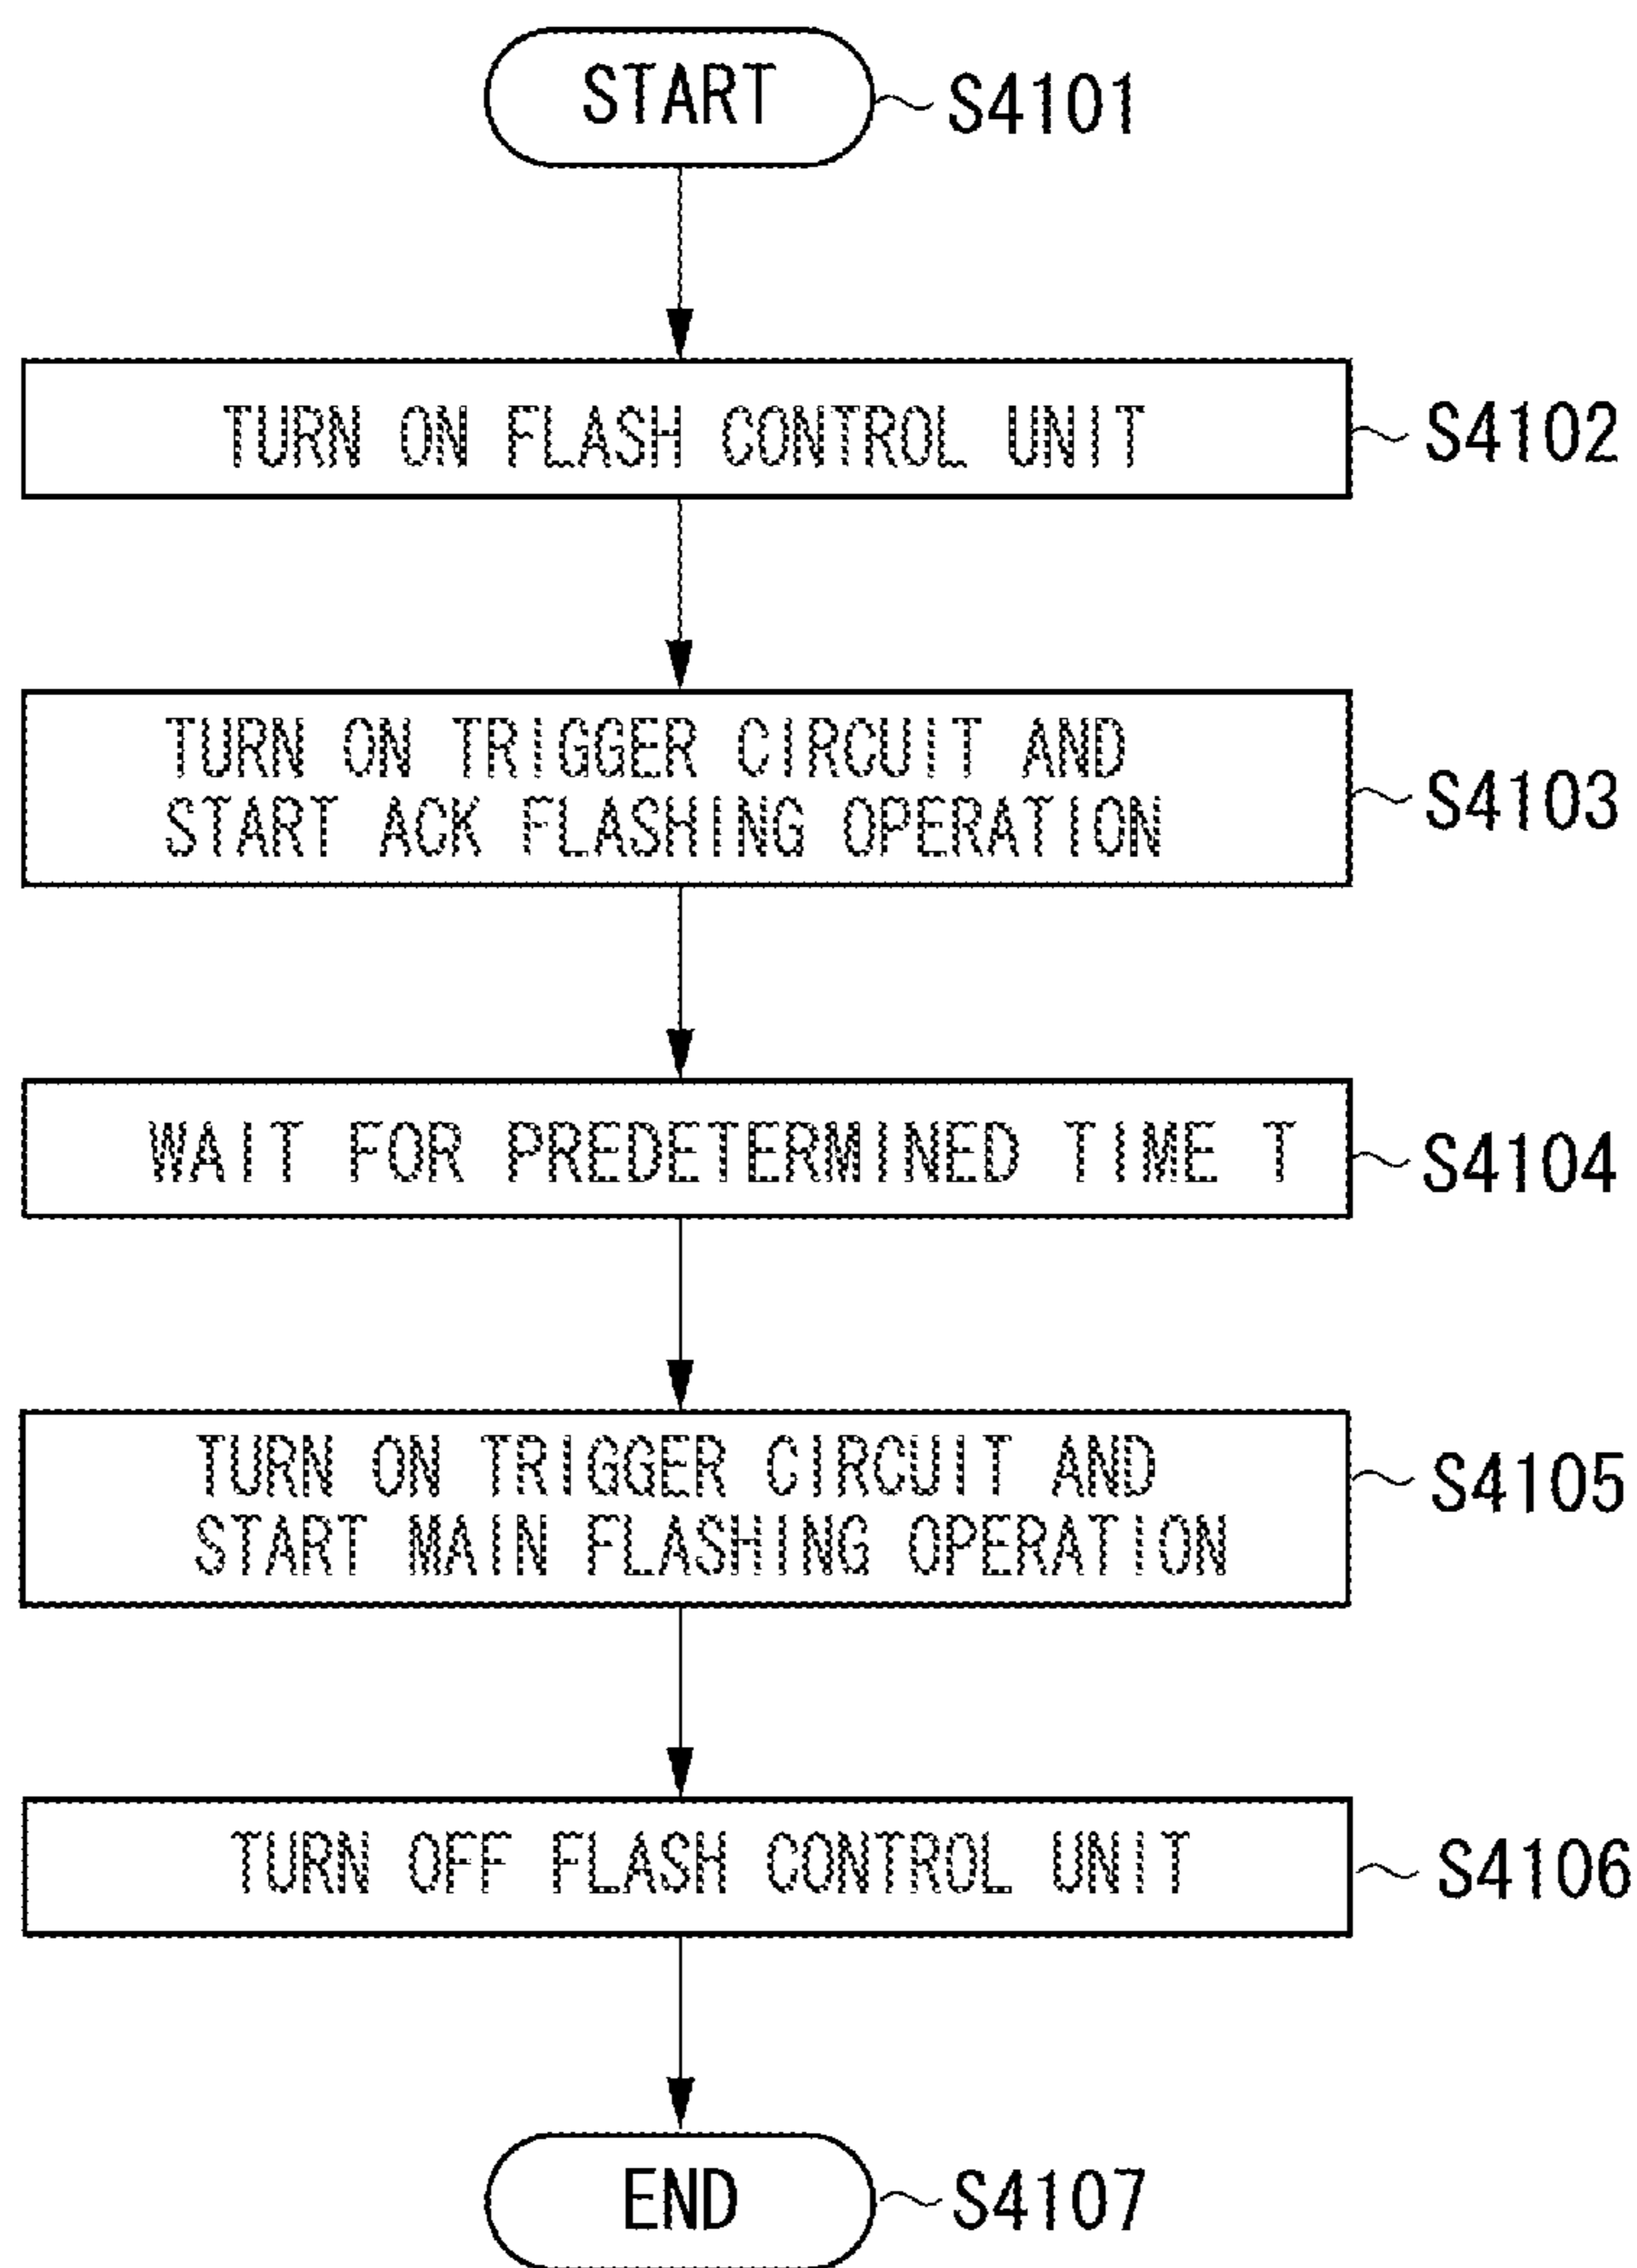 START
S4101
TURN ON FLASH CONTROL UNIT
S4102
TURN ON TRIGGER CIRCUIT AND
START ACK FLASHING OPERATION
S4103
WAIT FOR PREDETERMINED TIME T
S4104
TURN ON TRIGGER CIRCUIT AND
START MAIN FLASHING OPERATION
S4105
TURN OFF FLASH CONTROL UNIT
S4106
END
S4107